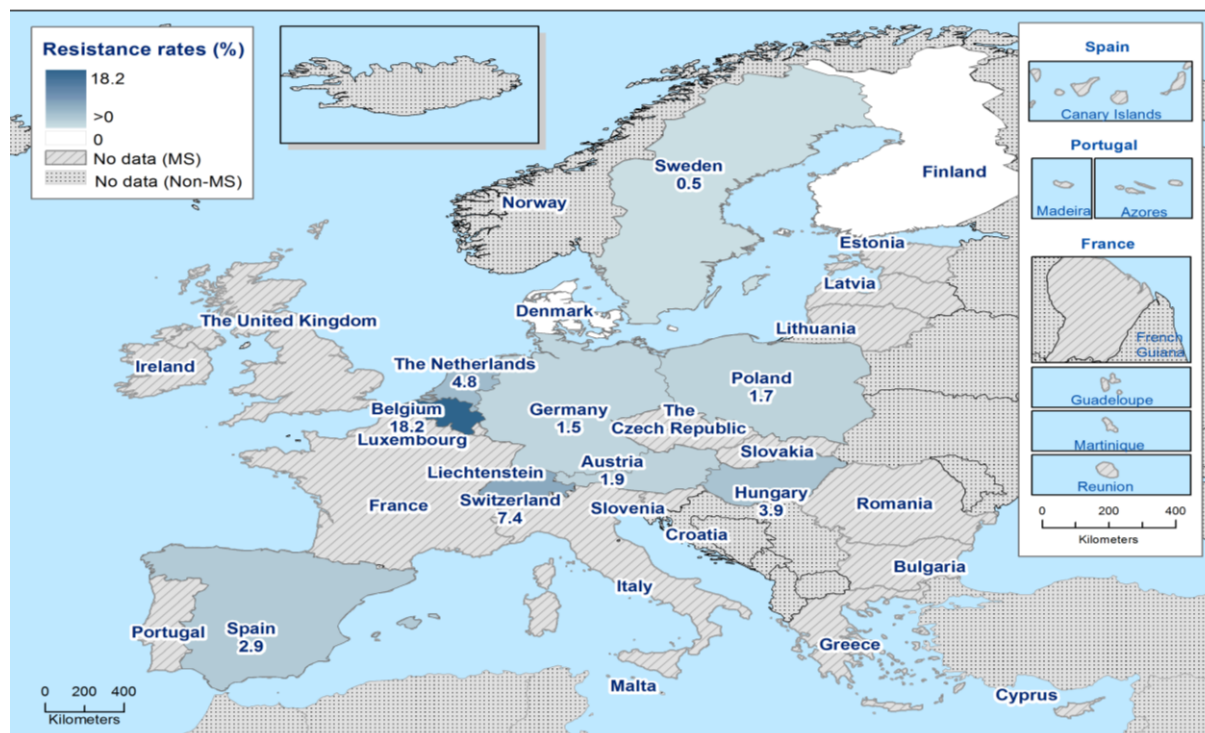 Resistance rates (%)
18.2
>0
0
No data (MS)
No data (Non-MS)
Sweden
0.5
Finland
Norway
Estonia
Latvia
Denmark
Lithuania
The United Kingdom
Ireland
The Netherlands
4.8
Poland
1.7
Belgium
18.2
Germany
1.5
The
Czech Republic
Luxembourg
Slovakia
Austria
1.9
Liechtenstein
Hungary
3.9
Switzerland
7.4
France
Slovenia
Romania
Croatia
Bulgaria
Italy
Portugal
Spain
2.9
Greece
Malta
Cyprus
0 200 400
Kilometers
Spain
Canary Islands
Portugal
Madeira
Azores
France
French
Guiana
Guadeloupe
Martinique
Reunion
0 200 400
Kilometers